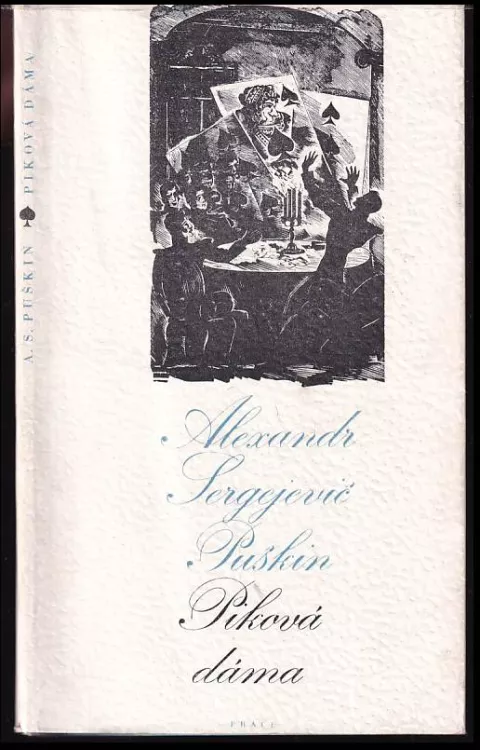 A. S. PUŠKIN ♠ PIKOVÁ DÁMA
Alexandr
Sergejevič
Puškin
Piková
dáma
PRÁCE